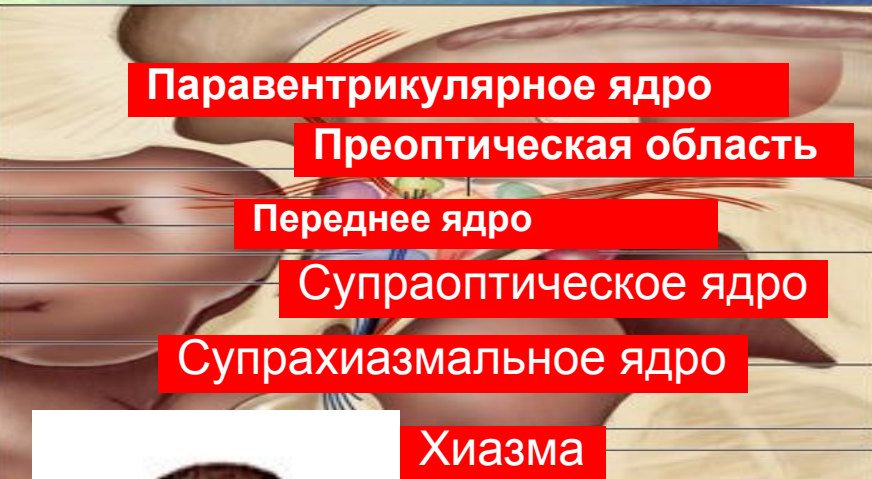 Паравентрикулярное ядро
Преоптическая область
Переднее ядро
Супраоптическое ядро
Супрахиазмальное ядро
Хиазма